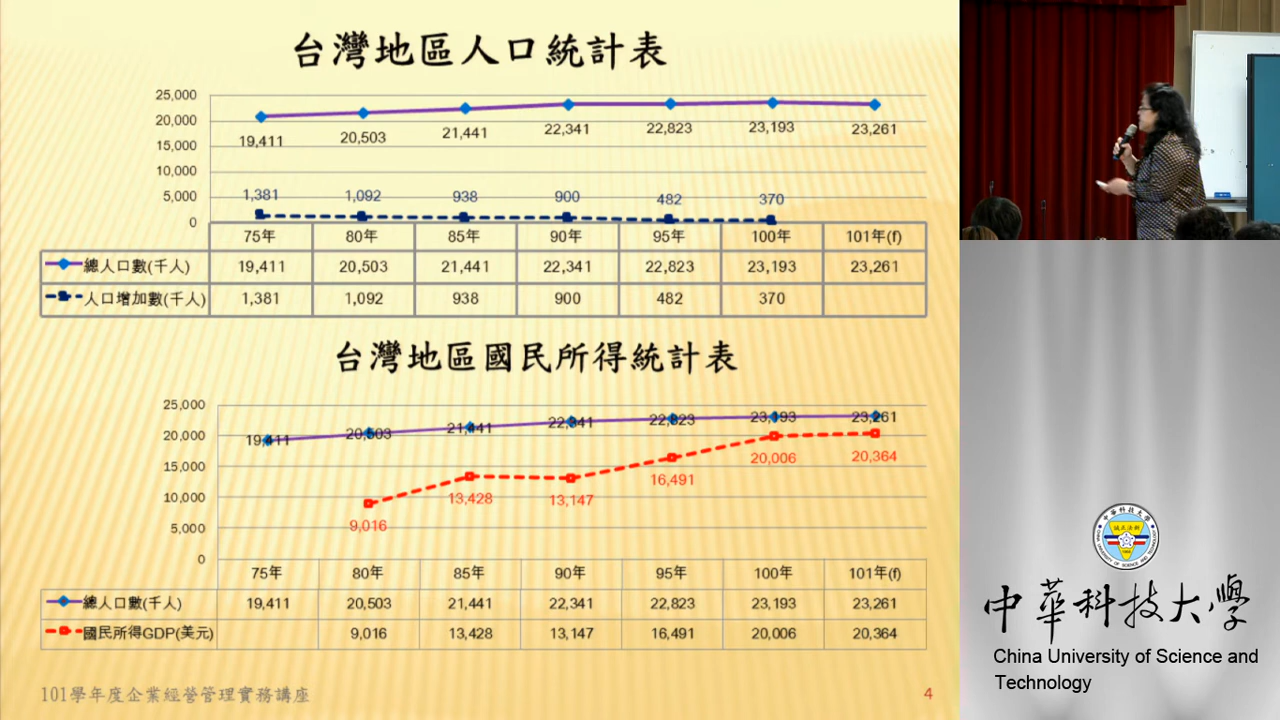 台灣地區人口統計表
25,000
20,000
15,000
10,000
5,000
0
19,411 20,503 21,441 22,341 22,823 23,193 23,261
1,381 1,092 938 900 482 370
75年 80年 85年 90年 95年 100年 101年(f)
總人口數(千人) 19,411 20,503 21,441 22,341 22,823 23,193 23,261
人口增加數(千人) 1,381 1,092 938 900 482 370
台灣地區國民所得統計表
25,000
20,000
15,000
10,000
5,000
0
19,411 20,503 21,441 22,341 22,823 23,193 23,261
9,016 13,428 13,147 16,491 20,006 20,364
75年 80年 85年 90年 95年 100年 101年(f)
總人口數(千人) 19,411 20,503 21,441 22,341 22,823 23,193 23,261
國民所得GDP(美元) 9,016 13,428 13,147 16,491 20,006 20,364
101學年度企業經營管理實務講座
4
中華科技大學
China University of Science and
Technology